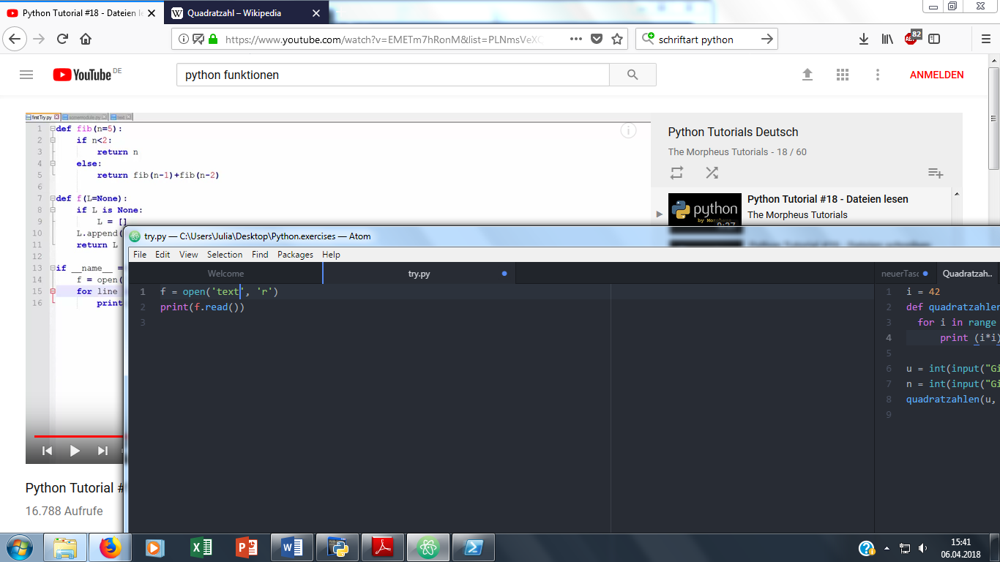 Python Tutorial #18 - Dateien le
Quadratzahl – Wikipedia
https://www.youtube.com/watch?v=EMETm7hRonM&list=PLNmsVeXQ
schriftart python
82
YouTube DE
python funktionen
ANMELDEN
firstTry.py
text
1 def fib(n=5):
2 if n<2:
3 return n
4 else:
5 return fib(n-1)+fib(n-2)
6
7 def f(L=None):
8 if L is None:
9 L = []
10 L.append(
11 return L
12
13 if __name__ =
14 f = open(
15 for line
16 print
Python Tutorials Deutsch
The Morpheus Tutorials - 18 / 60
python
Python Tutorial #18 - Dateien lesen
The Morpheus Tutorials
try.py — C:\Users\Julia\Desktop\Python.exercises — Atom
File Edit View Selection Find Packages Help
Welcome
try.py
neuerTasc
Quadratzah..
1 f = open('text', 'r')
2 print(f.read())
3
1 i = 42
2 def quadratzahlen
3 for i in range
4 print (i*i)
5
6 u = int(input("Gi
7 n = int(input("Gi
8 quadratzahlen(u,
9
Python Tutorial #
16.788 Aufrufe
15:41
06.04.2018